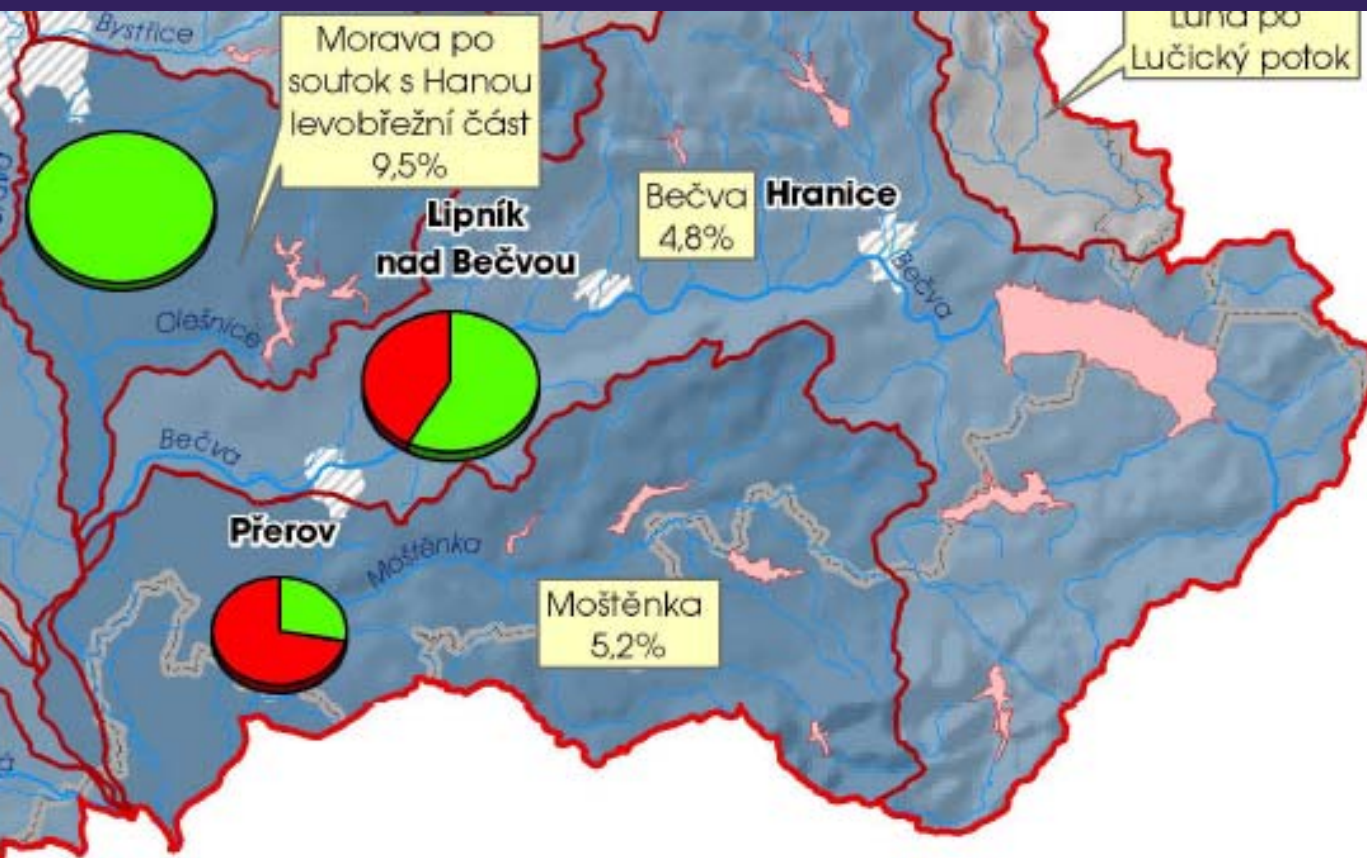 Bystřice
Morava po
soutok s Hanou
levobřežní část
9,5%
Lučický potok
Bečva
4,8%
Hranice
Lipník
nad Bečvou
Bečva
Olešnice
Bečva
Přerov
Moštěnka
Moštěnka
5,2%